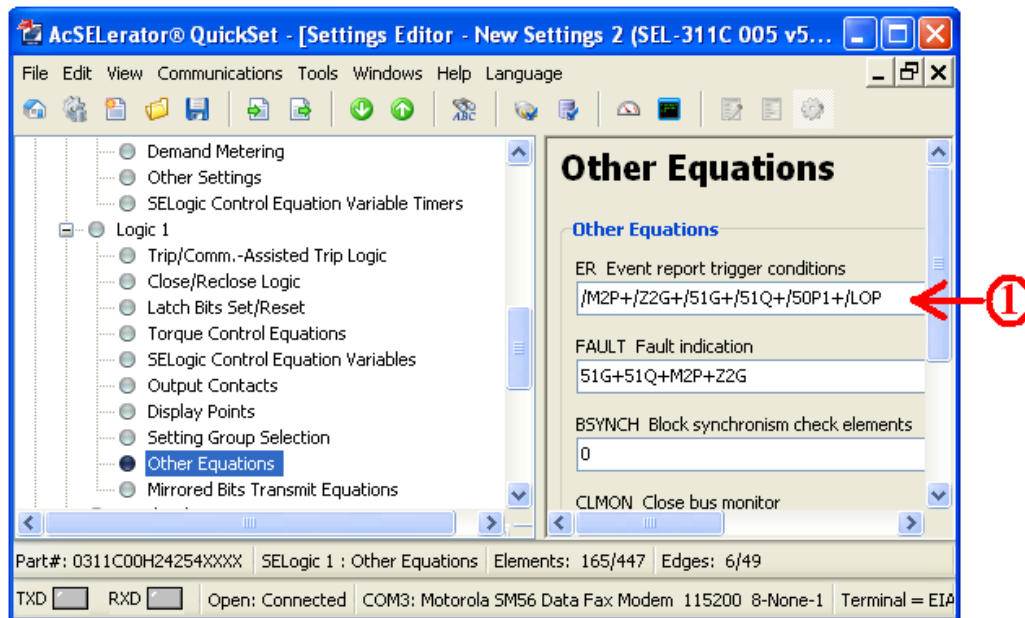 AcSELerator® QuickSet - [Settings Editor - New Settings 2 (SEL-311C 005 v5...
File Edit View Communications Tools Windows Help Language
ABC
Demand Metering
Other Settings
SELogic Control Equation Variable Timers
Logic 1
Trip/Comm.-Assisted Trip Logic
Close/Reclose Logic
Latch Bits Set/Reset
Torque Control Equations
SELogic Control Equation Variables
Output Contacts
Display Points
Setting Group Selection
Other Equations
Mirrored Bits Transmit Equations
Other Equations
Other Equations
ER Event report trigger conditions
/M2P+/Z2G+/51G+/51Q+/50P1+/LOP
1
FAULT Fault indication
51G+51Q+M2P+Z2G
BSYNCH Block synchronism check elements
0
CLMON Close bus monitor
Part#: 0311C00H24254XXXX SELogic 1 : Other Equations Elements: 165/447 Edges: 6/49
TXD RXD Open: Connected COM3: Motorola SM56 Data Fax Modem 115200 8-None-1 Terminal = EIA